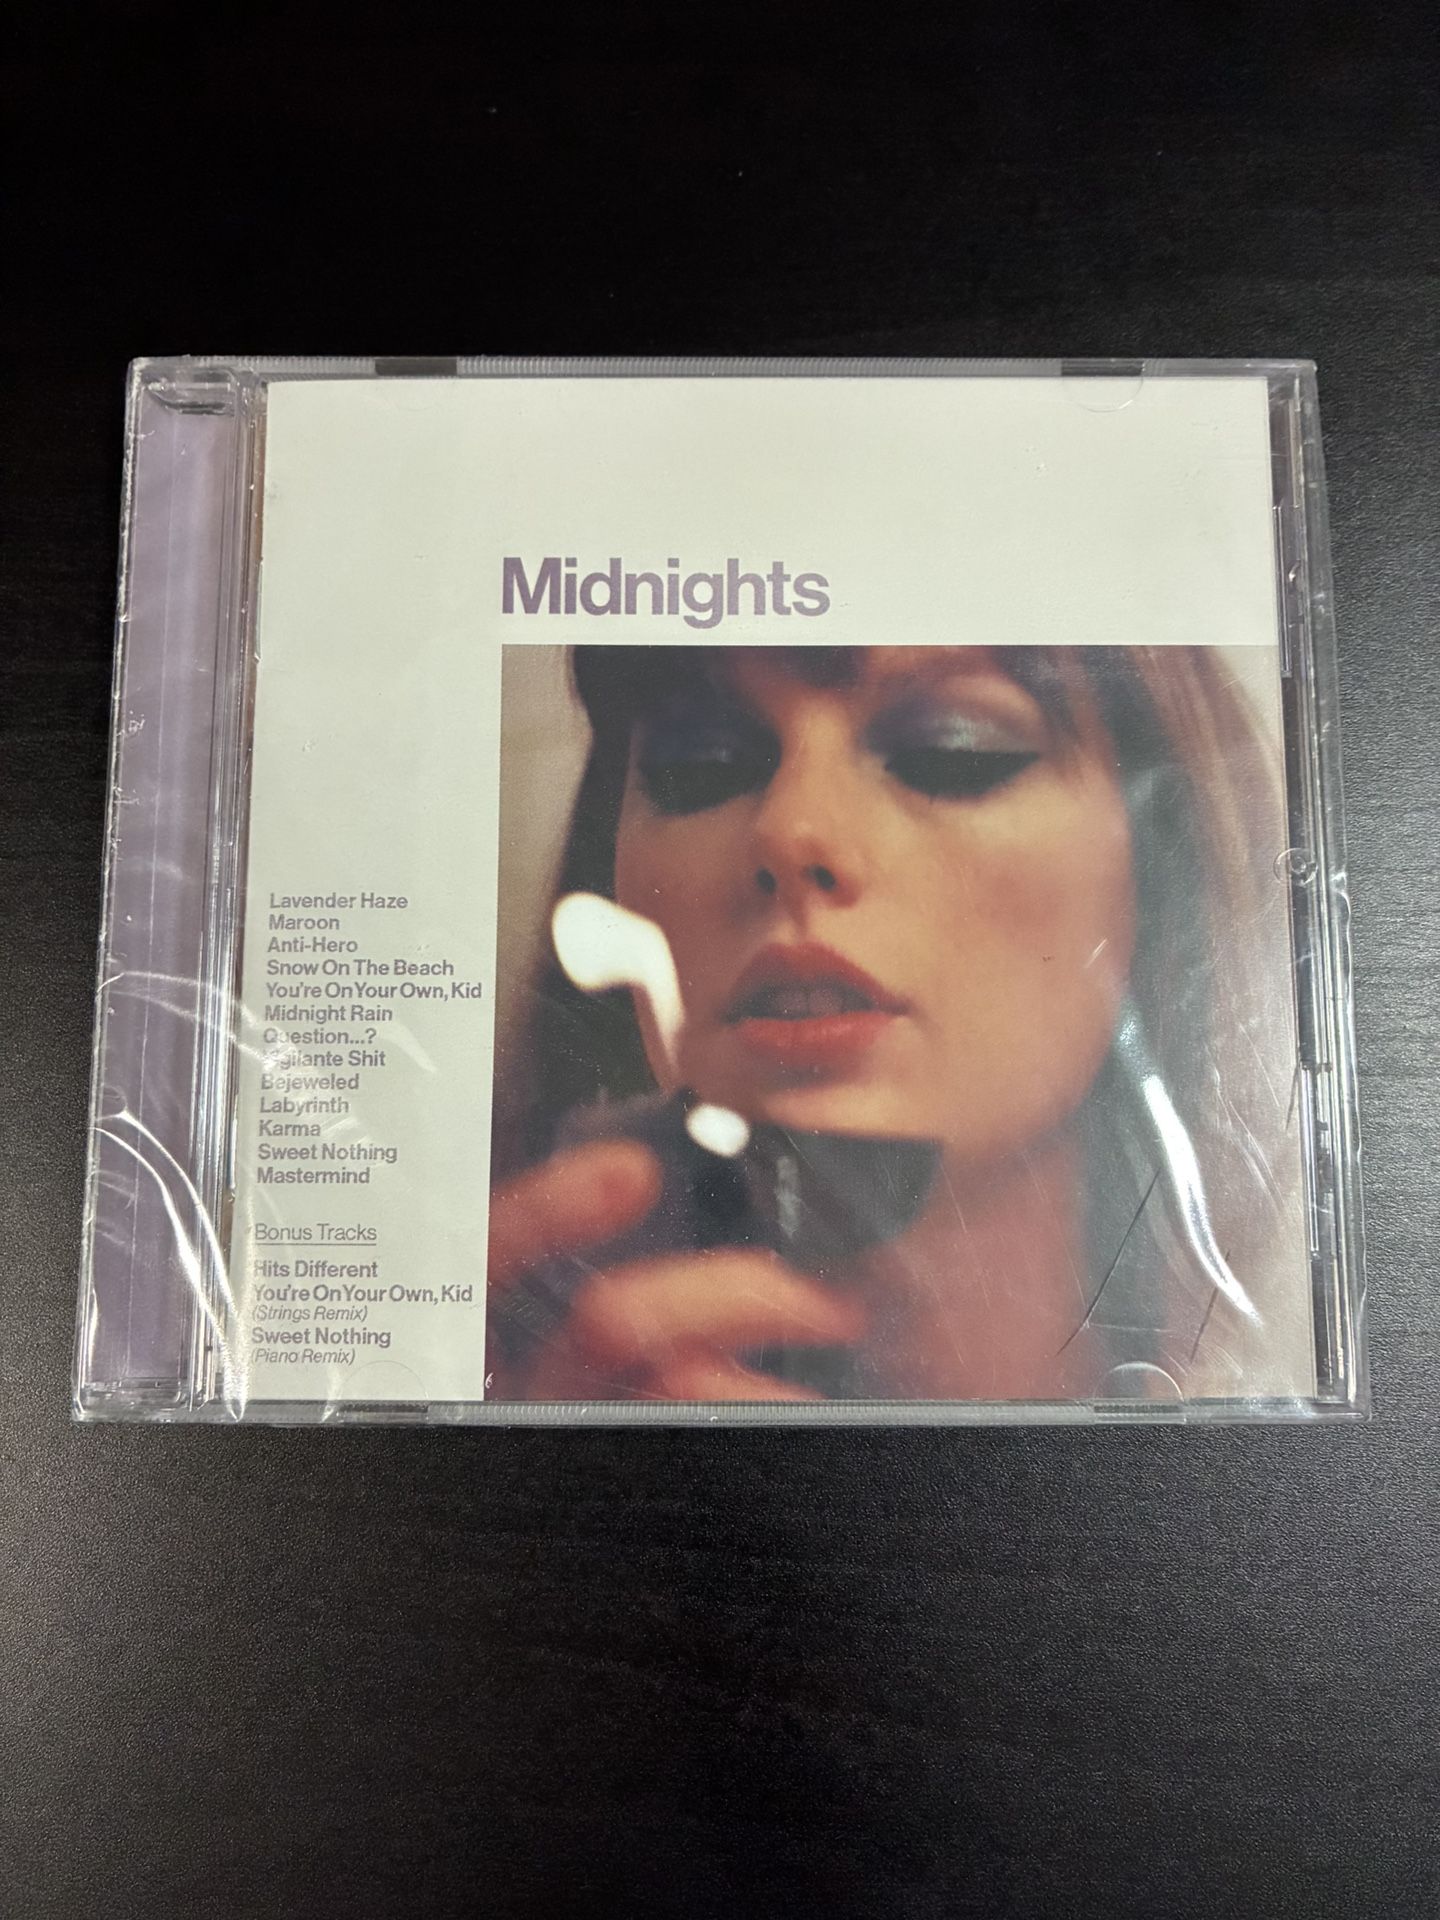 Midnights
Lavender Haze
Maroon
Anti-Hero
Snow On The Beach
You're On Your Own, Kid
Midnight Rain
Question...?
Vigilante Shit
Bejeweled
Labyrinth
Karma
Sweet Nothing
Mastermind
Bonus Tracks
Hits Different
You're On Your Own, Kid
(Strings Remix)
Sweet Nothing
(Piano Remix)